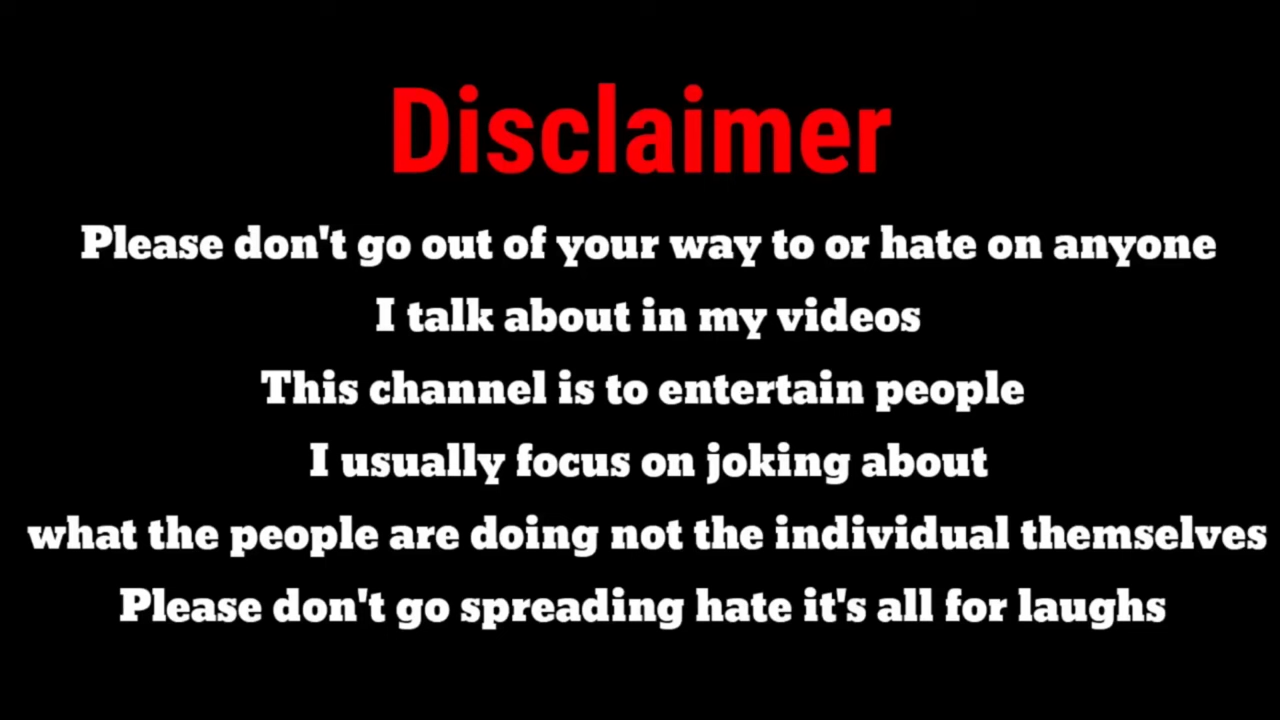 Disclaimer
Please don't go out of your way to or hate on anyone
I talk about in my videos
This channel is to entertain people
I usually focus on joking about
what the people are doing not the individual themselves
Please don't go spreading hate it's all for laughs